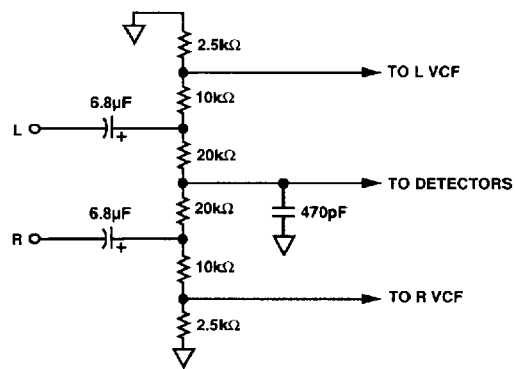 2.5kΩ
TO L VCF
10kΩ
6.8µF
+
L
20kΩ
TO DETECTORS
20kΩ
470pF
6.8µF
+
R
10kΩ
TO R VCF
2.5kΩ